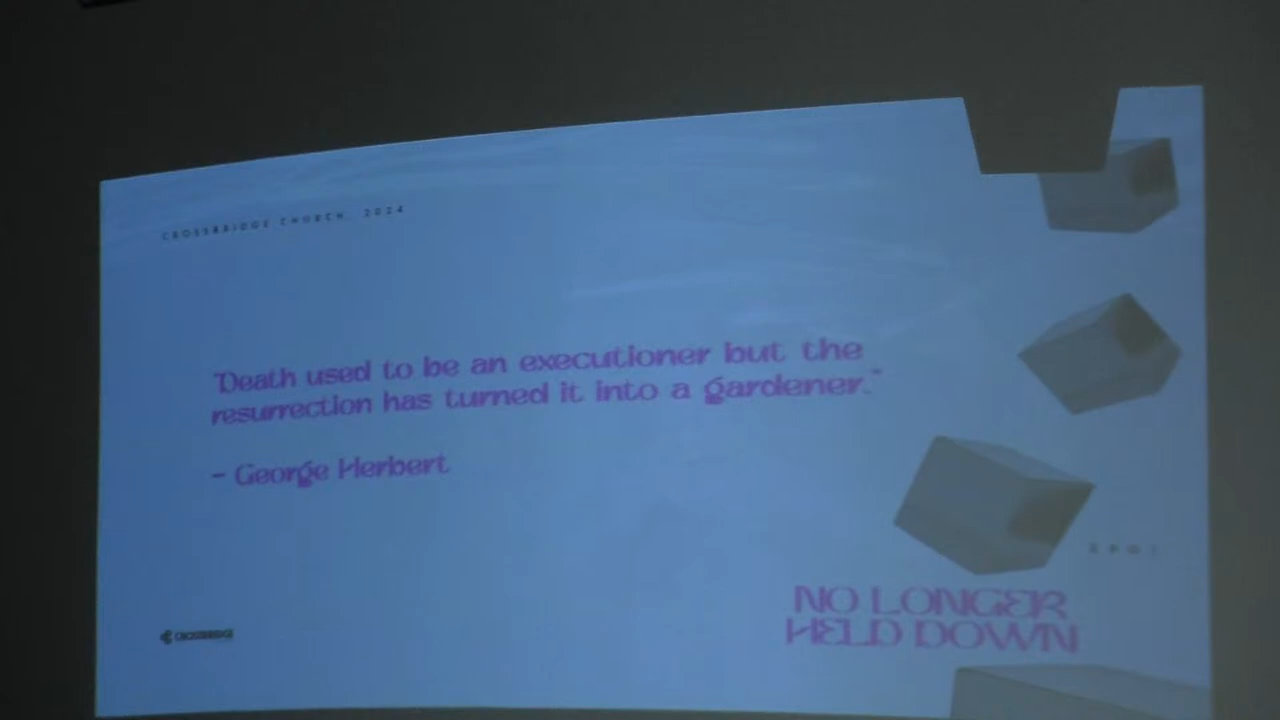 CROSSBRIDGE CHURCH, 2024
"Death used to be an executioner but the
resurrection has turned it into a gardener."
- George Herbert
NO LONGER
HELD DOWN
CROSSBRIDGE